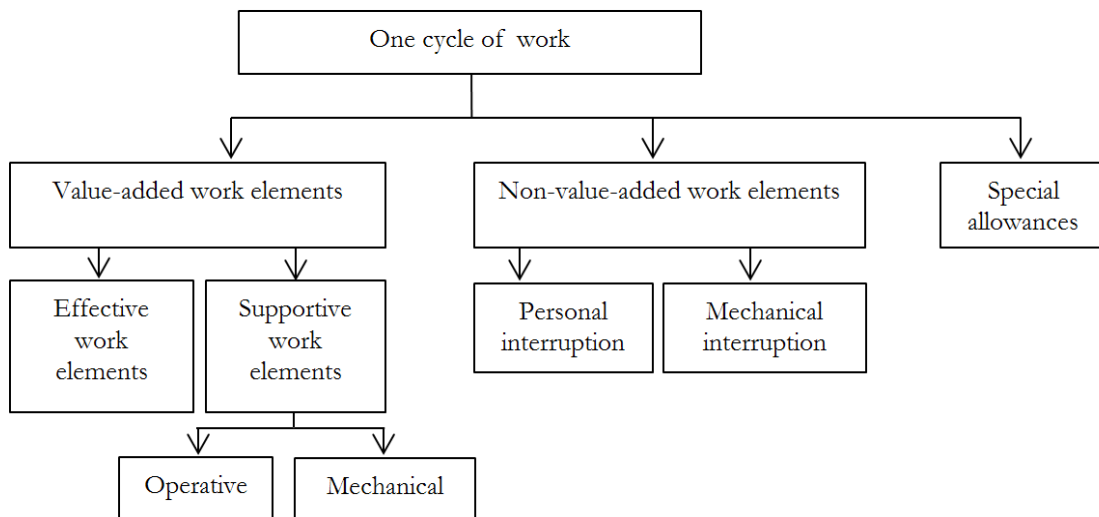 One cycle of work
Value-added work elements
Non-value-added work elements
Special
allowances
Effective
work
elements
Supportive
work
elements
Personal
interruption
Mechanical
interruption
Operative
Mechanical